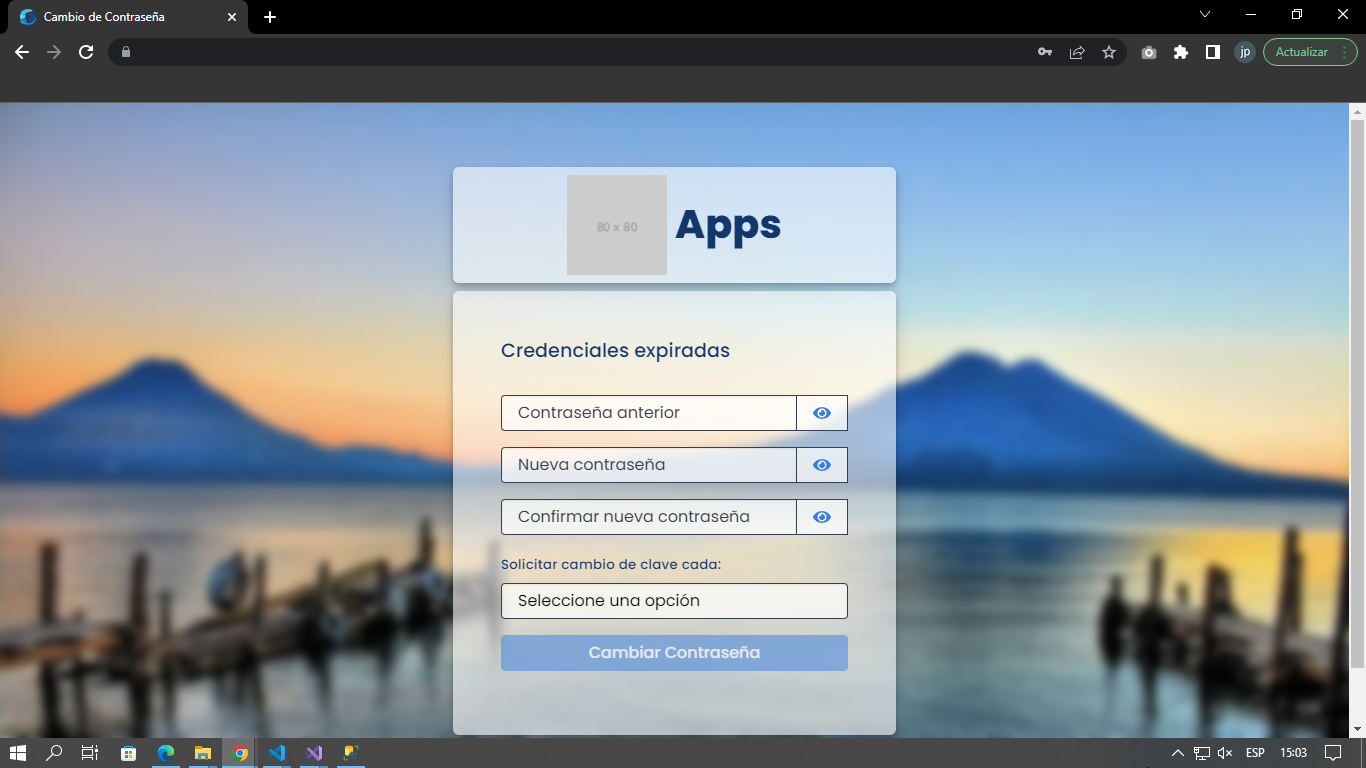 Cambio de Contraseña
jp
Actualizar
80 x 80
Apps
Credenciales expiradas
Contraseña anterior
Nueva contraseña
Confirmar nueva contraseña
Solicitar cambio de clave cada:
Seleccione una opción
Cambiar Contraseña
ESP
15:03